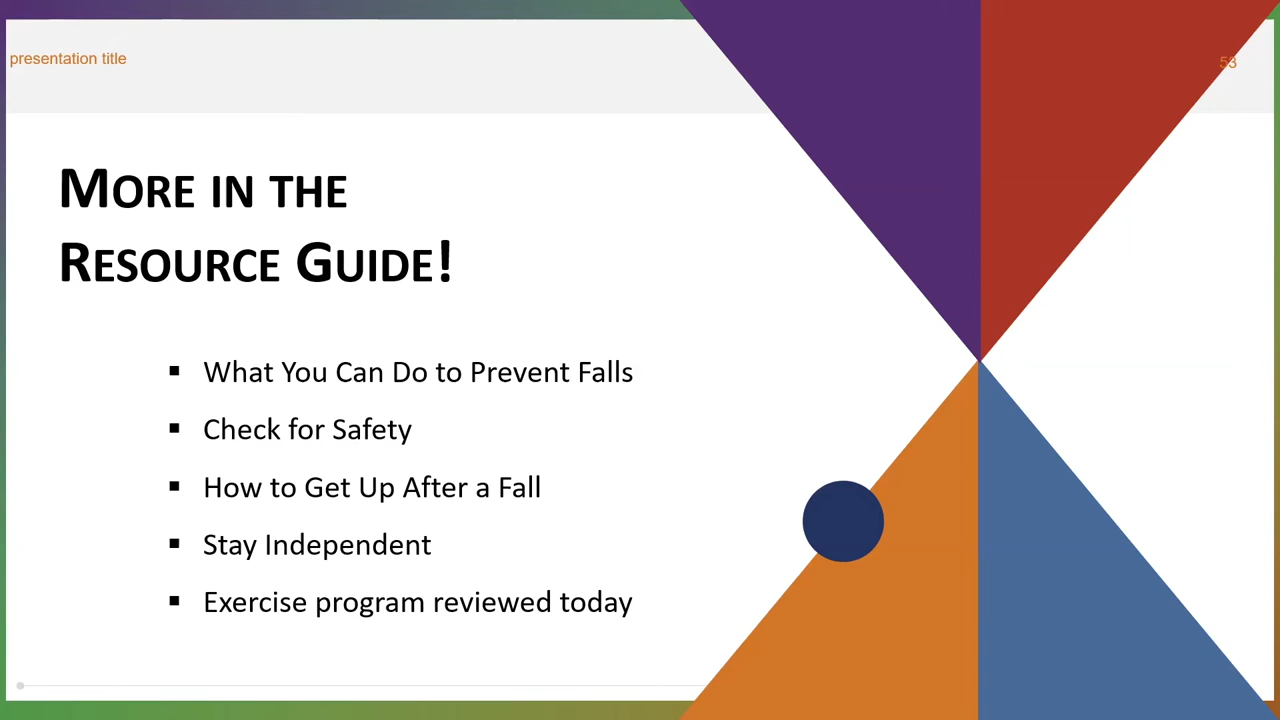 presentation title
53
More in the
Resource Guide!
▪ What You Can Do to Prevent Falls
▪ Check for Safety
▪ How to Get Up After a Fall
▪ Stay Independent
▪ Exercise program reviewed today